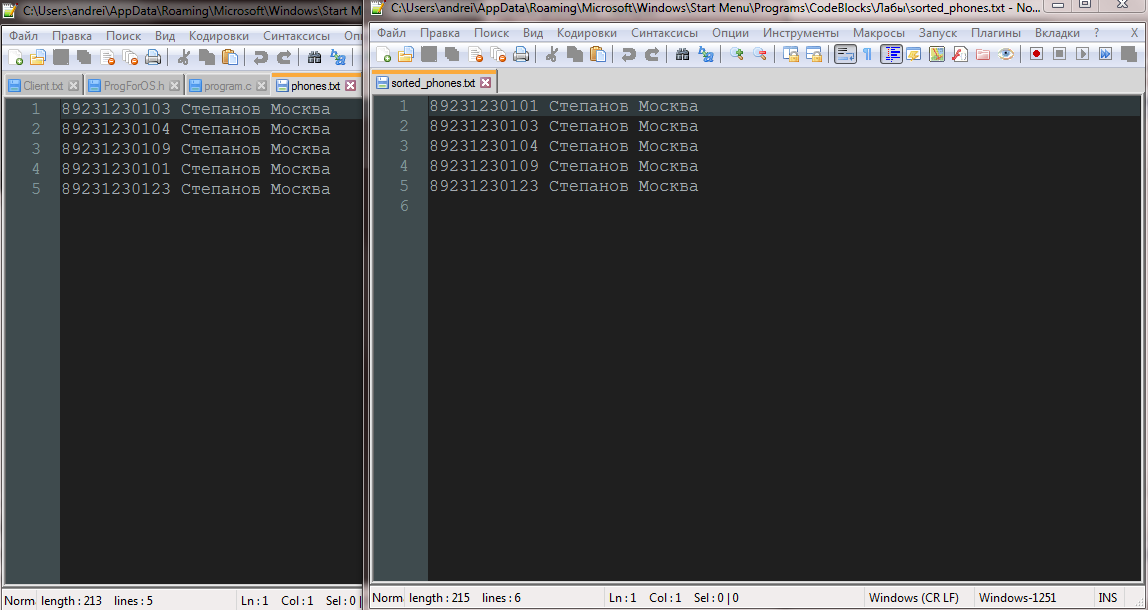 C:\Users\andrei\AppData\Roaming\Microsoft\Windows\Start M
Файл Правка Поиск Вид Кодировки Синтаксисы Оп
Client.txt ProgForOS.h program.c phones.txt
1 89231230103 Степанов Москва
2 89231230104 Степанов Москва
3 89231230109 Степанов Москва
4 89231230101 Степанов Москва
5 89231230123 Степанов Москва
Norm length : 213 lines : 5 Ln : 1 Col : 1 Sel : 0 |
C:\Users\andrei\AppData\Roaming\Microsoft\Windows\Start Menu\Programs\CodeBlocks\Лабы\sorted_phones.txt - No...
Файл Правка Поиск Вид Кодировки Синтаксисы Опции Инструменты Макросы Запуск Плагины Вкладки ? X
sorted_phones.txt
1 89231230101 Степанов Москва
2 89231230103 Степанов Москва
3 89231230104 Степанов Москва
4 89231230109 Степанов Москва
5 89231230123 Степанов Москва
6
Norm length : 215 lines : 6 Ln : 1 Col : 1 Sel : 0 | 0 Windows (CR LF) Windows-1251 INS